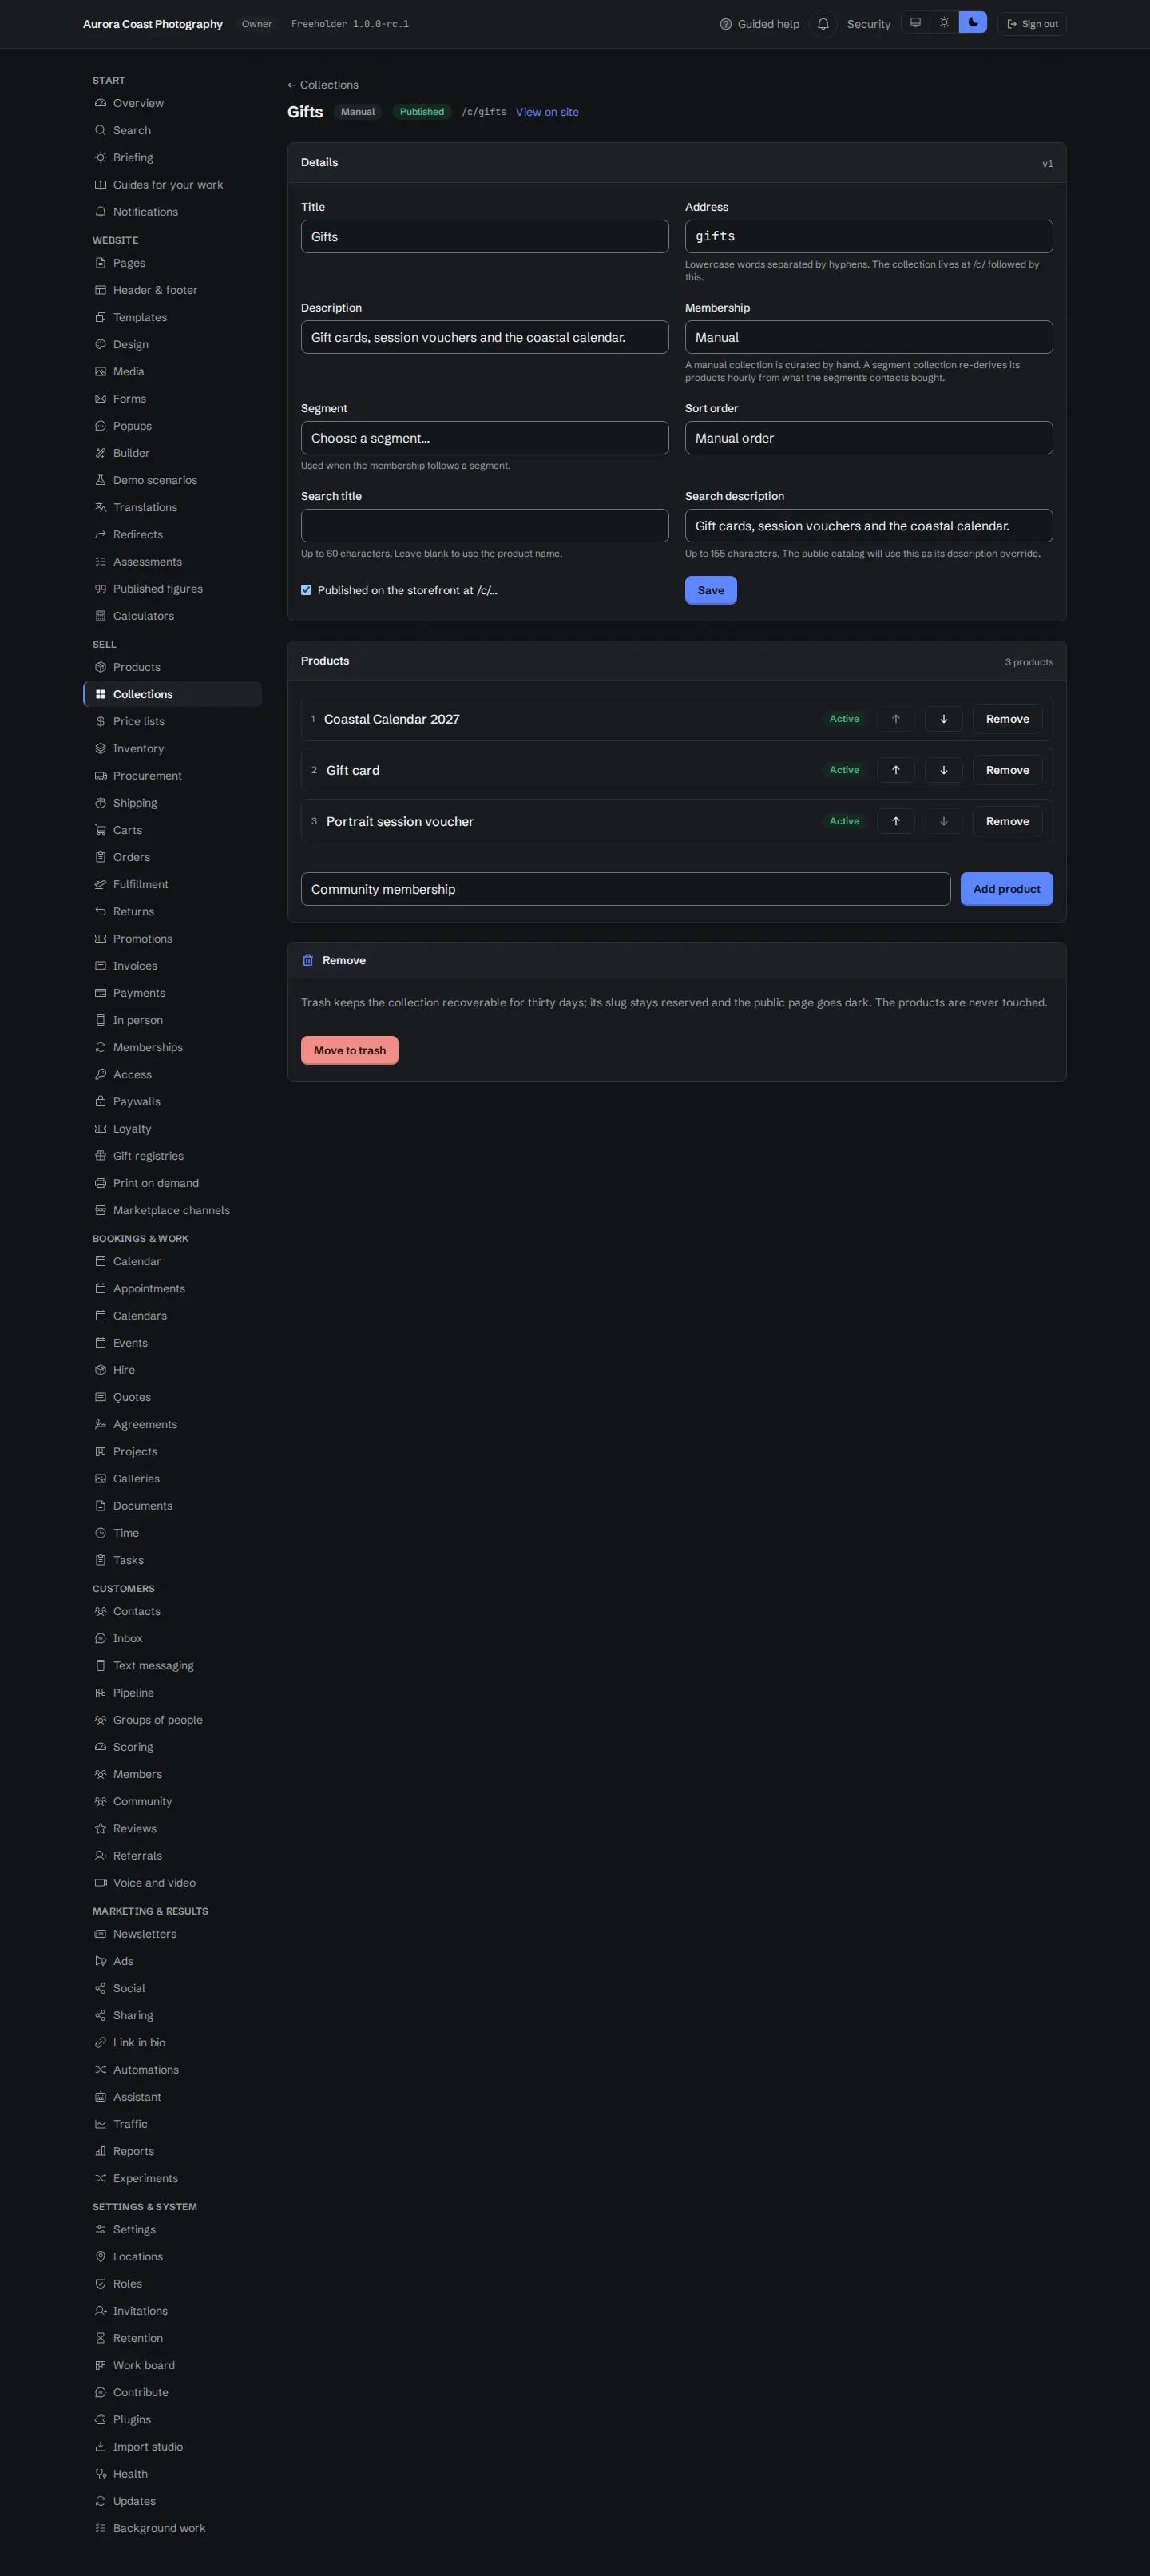 Aurora Coast Photography Owner Freeholder 1.0.0-rc.1 Guided help Security Sign out
START
Overview
Search
Briefing
Guides for your work
Notifications
WEBSITE
Pages
Header & footer
Templates
Design
Media
Forms
Popups
Builder
Demo scenarios
Translations
Redirects
Assessments
Published figures
Calculators
SELL
Products
Collections
Price lists
Inventory
Procurement
Shipping
Carts
Orders
Fulfillment
Returns
Promotions
Invoices
Payments
In person
Memberships
Access
Paywalls
Loyalty
Gift registries
Print on demand
Marketplace channels
BOOKINGS & WORK
Calendar
Appointments
Calendars
Events
Hire
Quotes
Agreements
Projects
Galleries
Documents
Time
Tasks
CUSTOMERS
Contacts
Inbox
Text messaging
Pipeline
Groups of people
Scoring
Members
Community
Reviews
Referrals
Voice and video
MARKETING & RESULTS
Newsletters
Ads
Social
Sharing
Link in bio
Automations
Assistant
Traffic
Reports
Experiments
SETTINGS & SYSTEM
Settings
Locations
Roles
Invitations
Retention
Work board
Contribute
Plugins
Import studio
Health
Updates
Background work
← Collections
Gifts Manual Published /c/gifts View on site
Details v1
Title
Gifts
Address
gifts
Lowercase words separated by hyphens. The collection lives at /c/ followed by
this.
Description
Gift cards, session vouchers and the coastal calendar.
Membership
Manual
A manual collection is curated by hand. A segment collection re-derives its
products hourly from what the segment's contacts bought.
Segment
Choose a segment...
Used when the membership follows a segment.
Sort order
Manual order
Search title
Up to 60 characters. Leave blank to use the product name.
Search description
Gift cards, session vouchers and the coastal calendar.
Up to 155 characters. The public catalog will use this as its description override.
Published on the storefront at /c/...
Save
Products 3 products
1 Coastal Calendar 2027 Active ↑ ↓ Remove
2 Gift card Active ↑ ↓ Remove
3 Portrait session voucher Active ↑ ↓ Remove
Community membership Add product
Remove
Trash keeps the collection recoverable for thirty days; its slug stays reserved and the public page goes dark. The products are never touched.
Move to trash